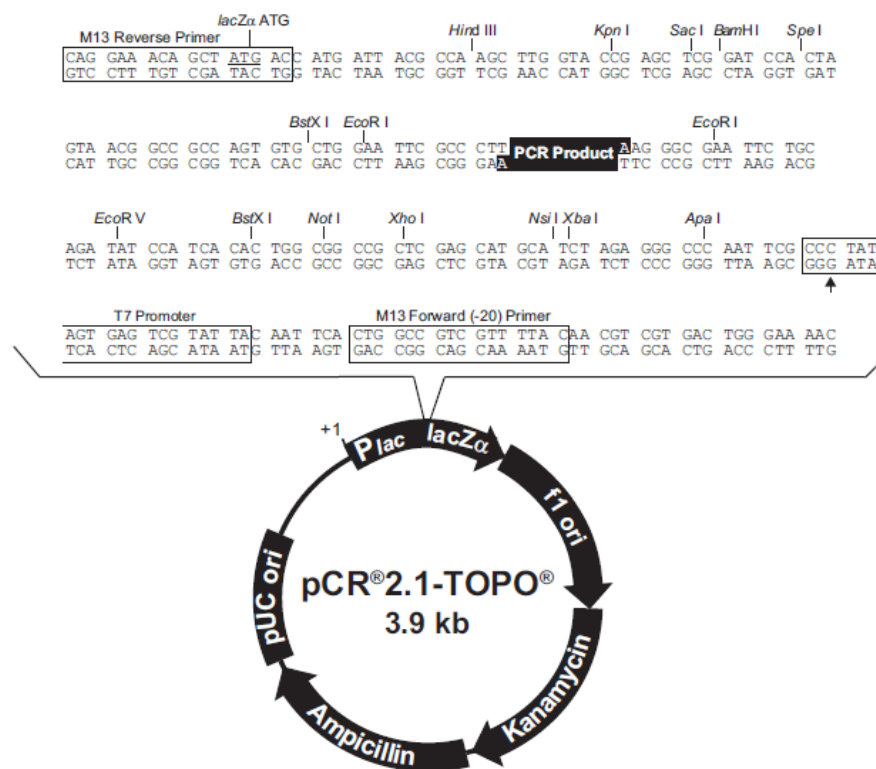 lacZα ATG
M13 Reverse Primer Hind III Kpn I Sac I BamH I Spe I
CAG GAA ACA GCT ATG ACC ATG ATT ACG CCA AGC TTG GTA CCG AGC TCG GAT CCA CTA
GTC CTT TGT CGA TAC TGG TAC TAA TGC GGT TCG AAC CAT GGC TCG AGC CTA GGT GAT
BstX I EcoR I EcoR I
GTA ACG GCC GCC AGT GTG CTG GAA TTC GCC CTT PCR Product AAG GGC GAA TTC TGC
CAT TGC CGG CGG TCA CAC GAC CTT AAG CGG GAA TTC CCG CTT AAG ACG
EcoR V BstX I Not I Xho I Nsi I Xba I Apa I
AGA TAT CCA TCA CAC TGG CGG CCG CTC GAG CAT GCA TCT AGA GGG CCC AAT TCG CCC TAT
TCT ATA GGT AGT GTG ACC GCC GGC GAG CTC GTA CGT AGA TCT CCC GGG TTA AGC GGG ATA
T7 Promoter M13 Forward (-20) Primer
AGT GAG TCG TAT TAC AAT TCA CTG GCC GTC GTT TTA CAA CGT CGT GAC TGG GAA AAC
TCA CTC AGC ATA ATG TTA AGT GAC CGG CAG CAA AAT GTT GCA GCA CTG ACC CTT TTG
+1
Plac lacZα
f1 ori
pUC ori
pCR®2.1-TOPO®
3.9 kb
Kanamycin
Ampicillin